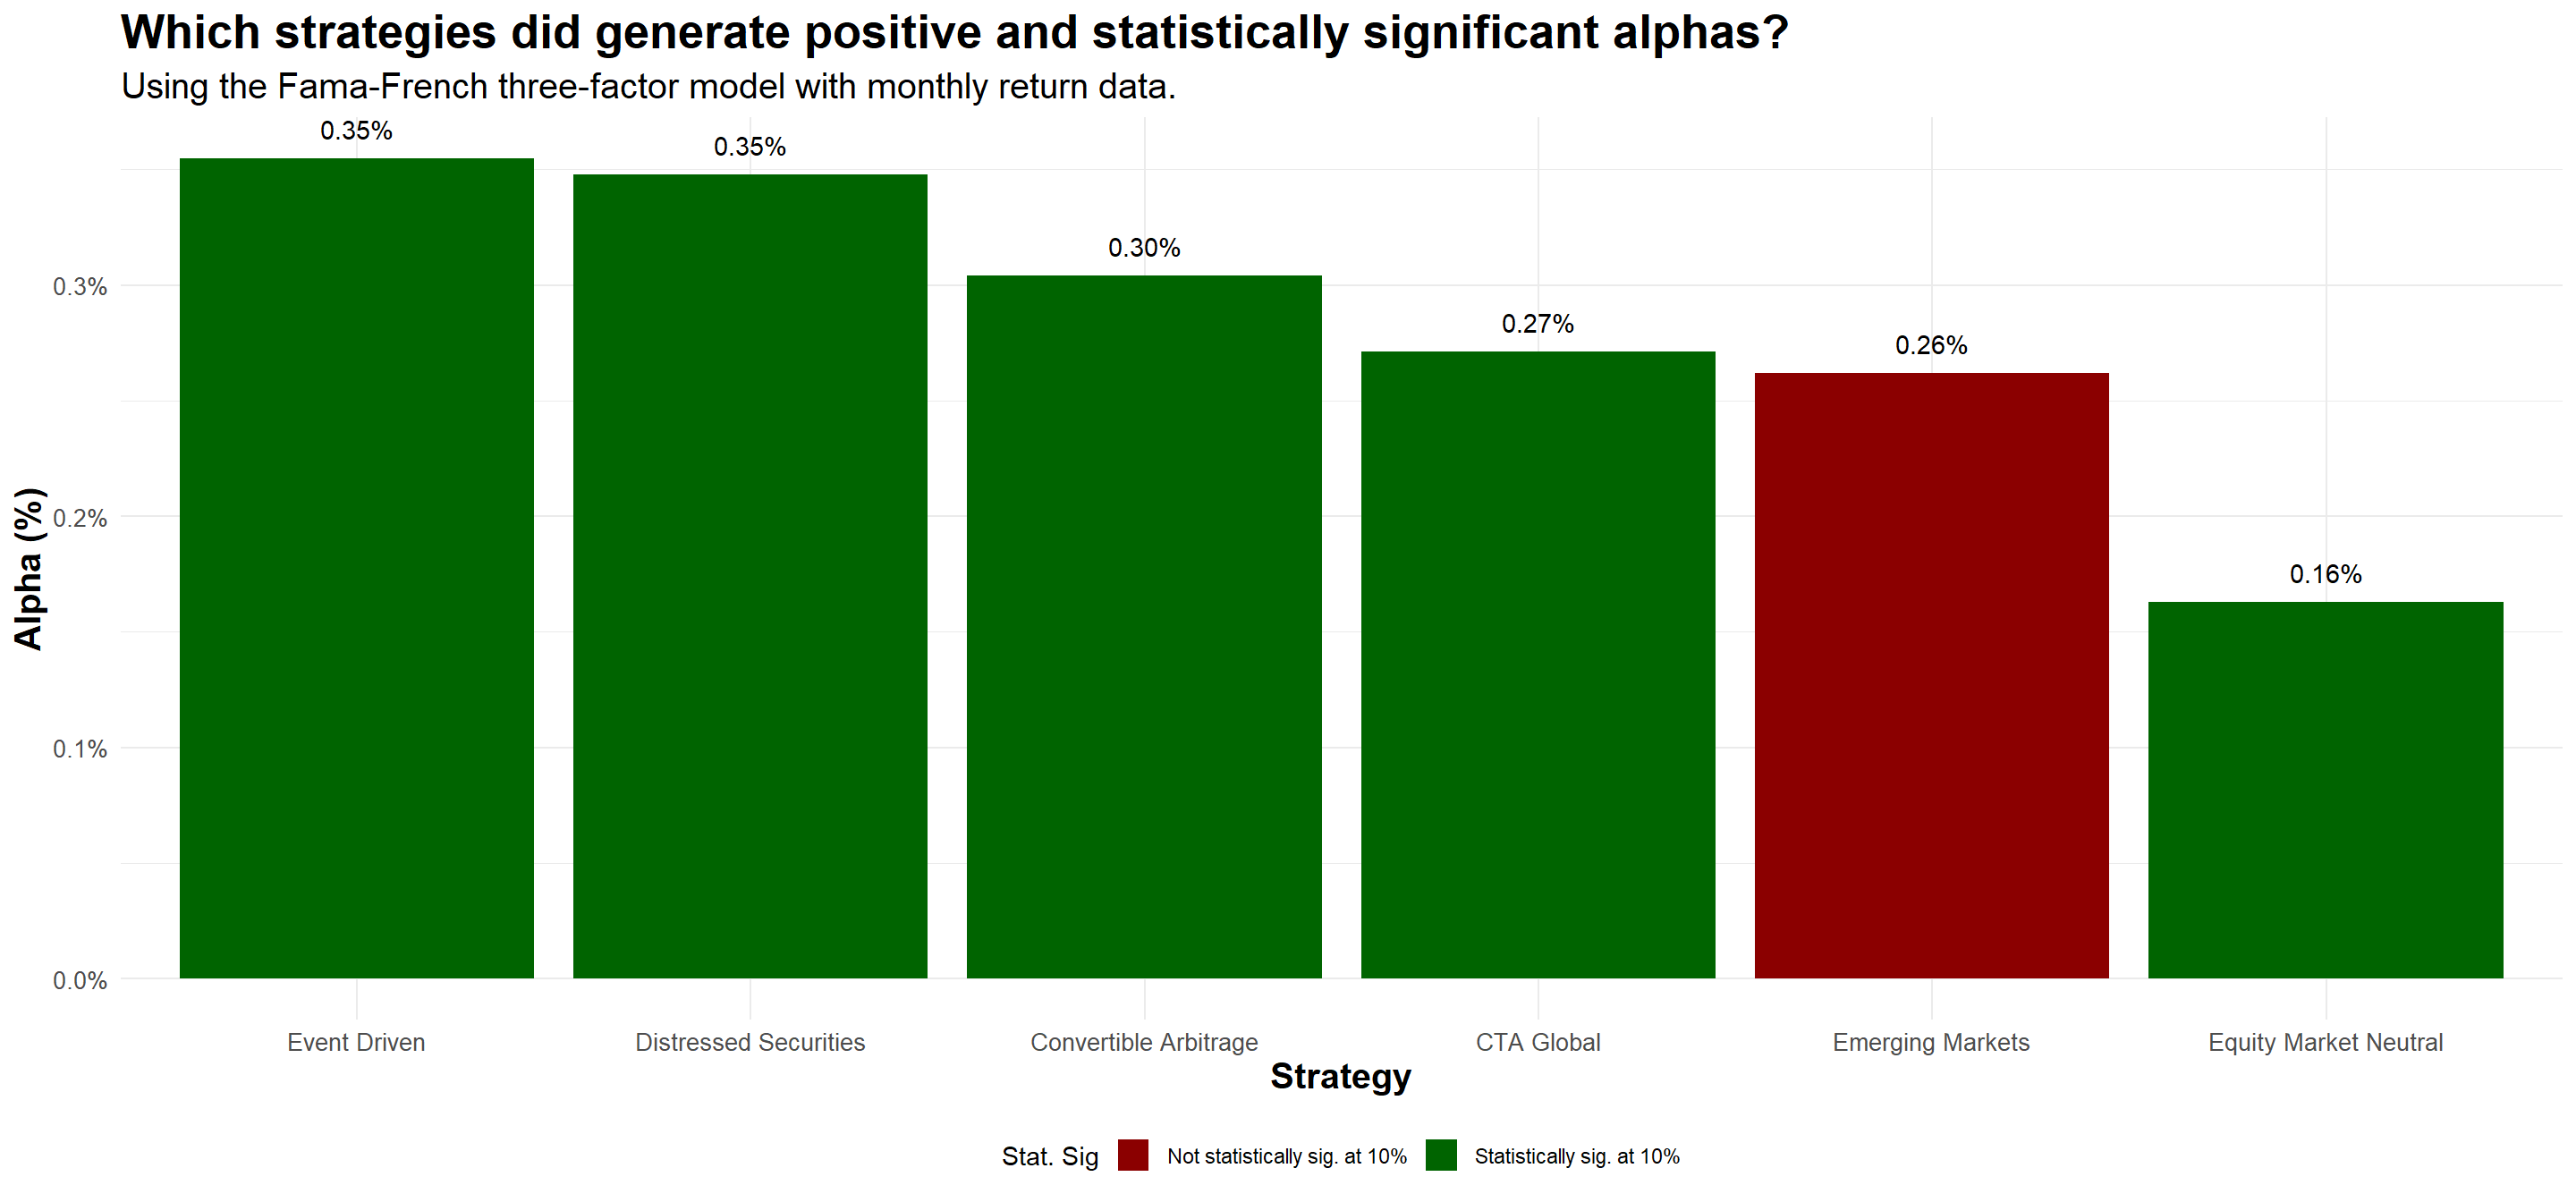 Which strategies did generate positive and statistically significant alphas?
Using the Fama-French three-factor model with monthly return data.
0.35%
0.35%
0.30%
0.27%
0.26%
0.16%
0.3%
0.2%
0.1%
0.0%
Alpha (%)
Event Driven
Distressed Securities
Convertible Arbitrage
CTA Global
Emerging Markets
Equity Market Neutral
Strategy
Stat. Sig
Not statistically sig. at 10%
Statistically sig. at 10%